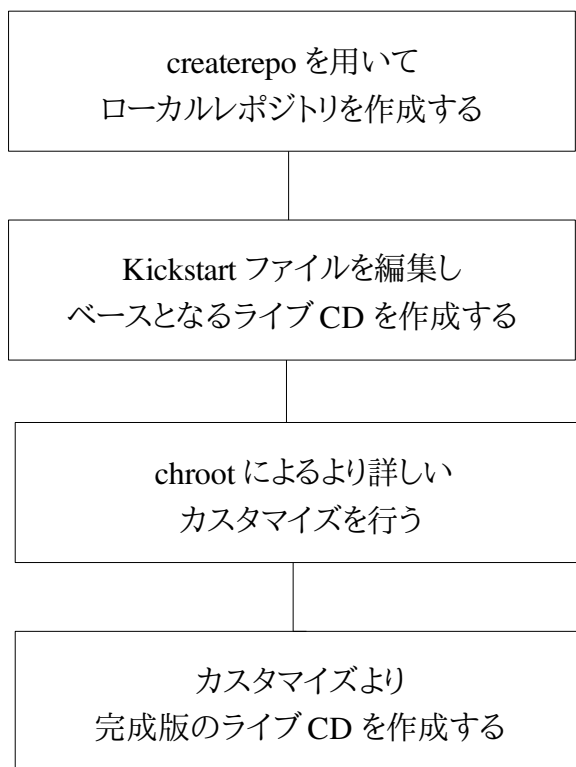 createrepo を用いて
ローカルレポジトリを作成する
Kickstart ファイルを編集し
ベースとなるライブ CD を作成する
chroot によるより詳しい
カスタマイズを行う
カスタマイズより
完成版のライブ CD を作成する